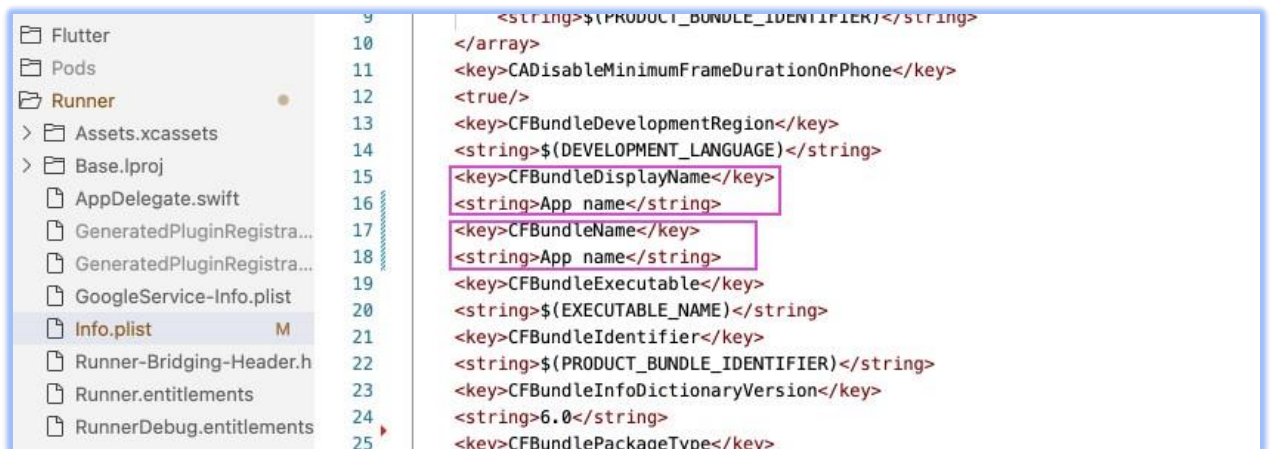 Flutter
Pods
Runner
Assets.xcassets
Base.lproj
AppDelegate.swift
GeneratedPluginRegistra...
GeneratedPluginRegistra...
GoogleService-Info.plist
Info.plist M
Runner-Bridging-Header.h
Runner.entitlements
RunnerDebug.entitlements
9 <string>$(PRODUCT_BUNDLE_IDENTIFIER)</string>
10 </array>
11 <key>CADisableMinimumFrameDurationOnPhone</key>
12 <true/>
13 <key>CFBundleDevelopmentRegion</key>
14 <string>$(DEVELOPMENT_LANGUAGE)</string>
15 <key>CFBundleDisplayName</key>
16 <string>App name</string>
17 <key>CFBundleName</key>
18 <string>App name</string>
19 <key>CFBundleExecutable</key>
20 <string>$(EXECUTABLE_NAME)</string>
21 <key>CFBundleIdentifier</key>
22 <string>$(PRODUCT_BUNDLE_IDENTIFIER)</string>
23 <key>CFBundleInfoDictionaryVersion</key>
24 <string>6.0</string>
25 <key>CFBundlePackageType</key>